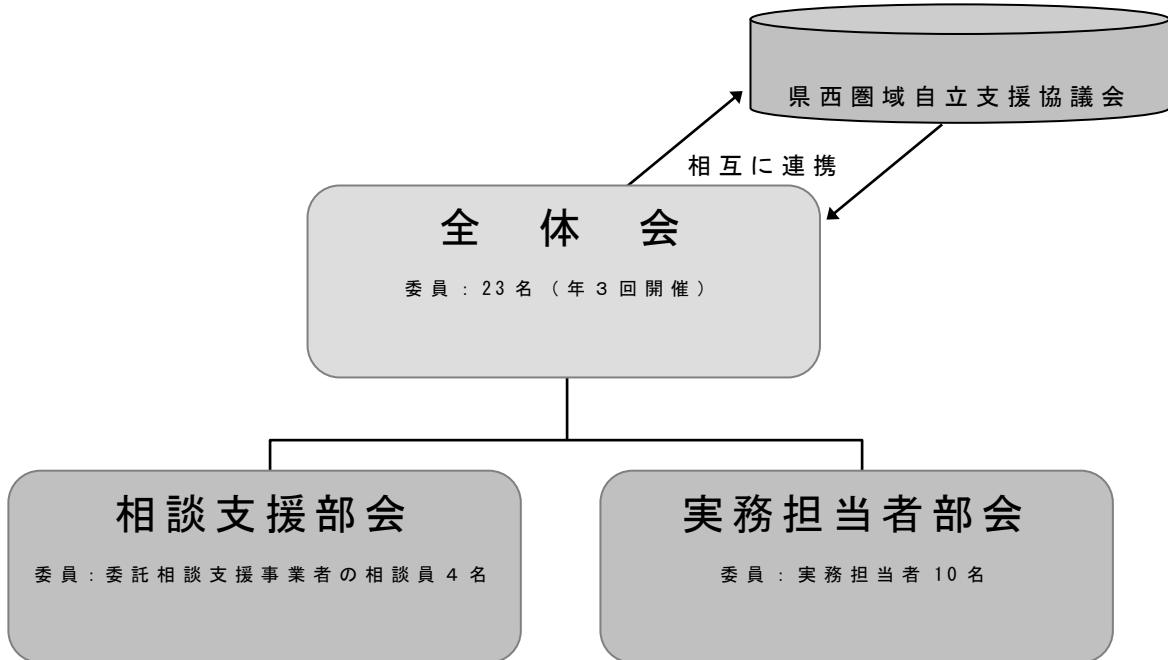 県西圏域自立支援協議会
相互に連携
全体会
委員：23名（年３回開催）
相談支援部会
委員：委託相談支援事業者の相談員４名
実務担当者部会
委員：実務担当者10名